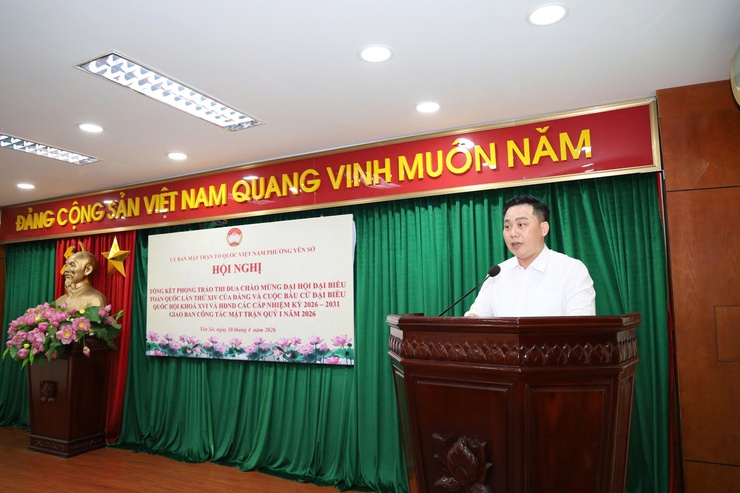 ĐẢNG CỘNG SẢN VIỆT NAM QUANG VINH MUÔN NĂM
ỦY BAN MẶT TRẬN TỔ QUỐC VIỆT NAM PHƯỜNG YÊN SỞ
HỘI NGHỊ
TỔNG KẾT PHONG TRÀO THI ĐUA CHÀO MỪNG ĐẠI HỘI ĐẠI BIỂU
TOÀN QUỐC LẦN THỨ XIV CỦA ĐẢNG VÀ CUỘC BẦU CỬ ĐẠI BIỂU
QUỐC HỘI KHOÁ XVI VÀ HĐND CÁC CẤP NHIỆM KỲ 2026 – 2031
GIAO BAN CÔNG TÁC MẶT TRẬN QUÝ I NĂM 2026
Yên Sở, ngày 10 tháng 4 năm 2026